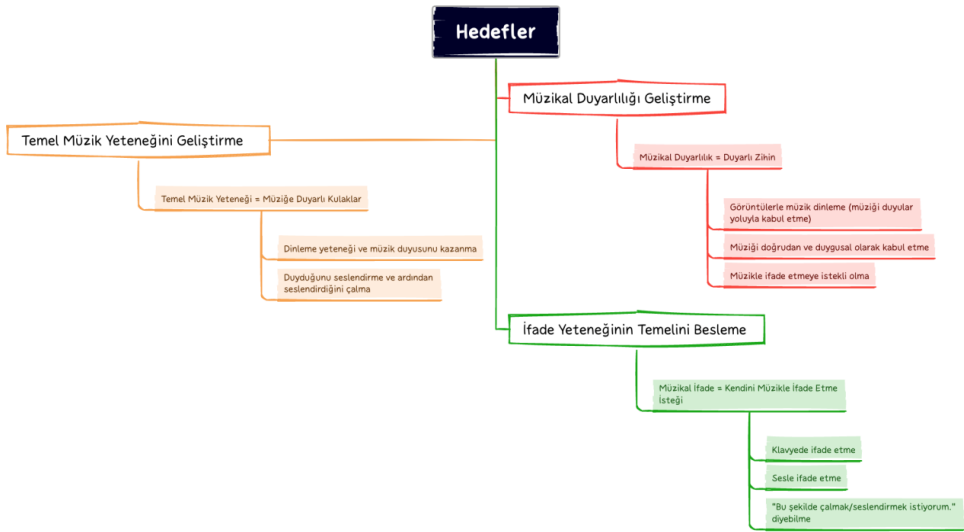 Hedefler
Müzikal Duyarlılığı Geliştirme
Müzikal Duyarlılık = Duyarlı Zihin
Görüntülerle müzik dinleme (müziği duyular
yoluyla kabul etme)
Müziği doğrudan ve duygusal olarak kabul etme
Müzikle ifade etmeye istekli olma
Temel Müzik Yeteneğini Geliştirme
Temel Müzik Yeteneği = Müziğe Duyarlı Kulaklar
Dinleme yeteneği ve müzik duyusunu kazanma
Duyduğunu seslendirme ve ardından
seslendirdiğini çalma
İfade Yeteneğinin Temelini Besleme
Müzikal İfade = Kendini Müzikle İfade Etme
İsteği
Klavyede ifade etme
Sesle ifade etme
"Bu şekilde çalmak/seslendirmek istiyorum."
diyebilme